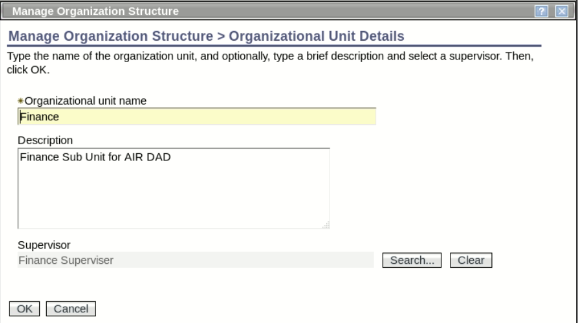 Manage Organization Structure
Manage Organization Structure > Organizational Unit Details
Type the name of the organization unit, and optionally, type a brief description and select a supervisor. Then,
click OK.
*Organizational unit name
Finance
Description
Finance Sub Unit for AIR DAD
Supervisor
Finance Superviser Search... Clear
OK Cancel